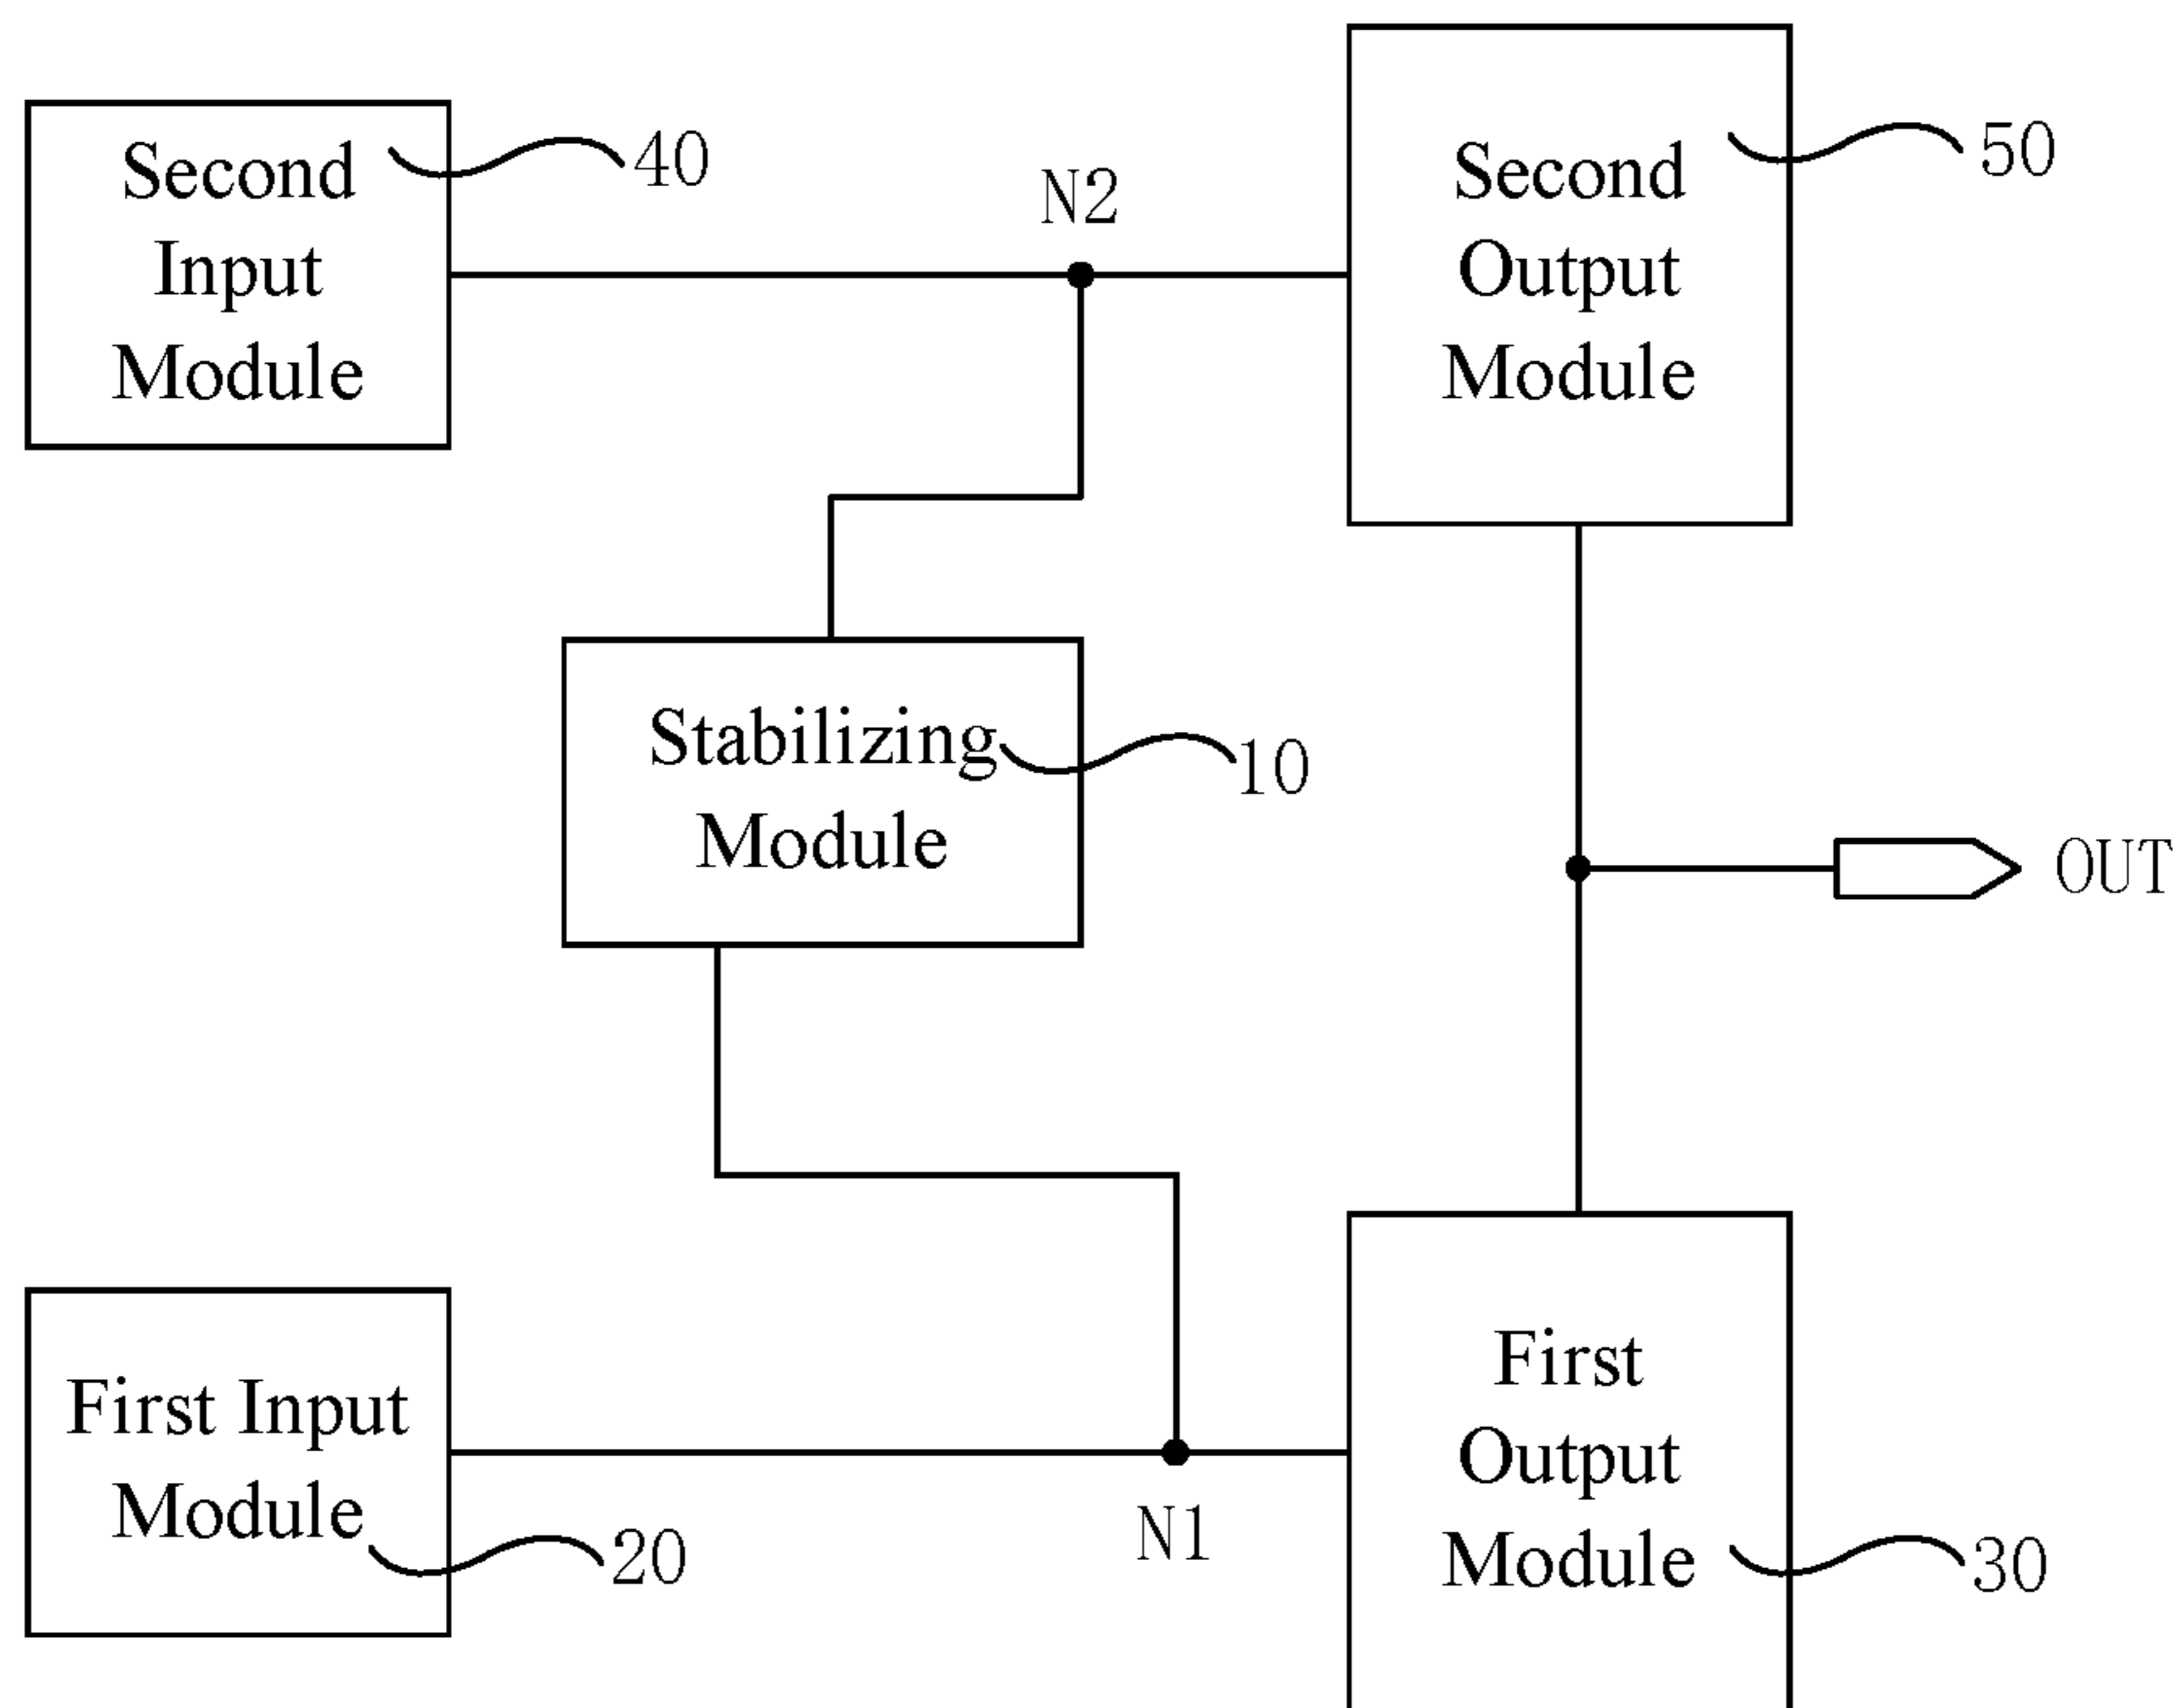 Second
Input
Module
40
N2
Second
Output
Module
50
Stabilizing
Module
10
OUT
First Input
Module
20
N1
First
Output
Module
30